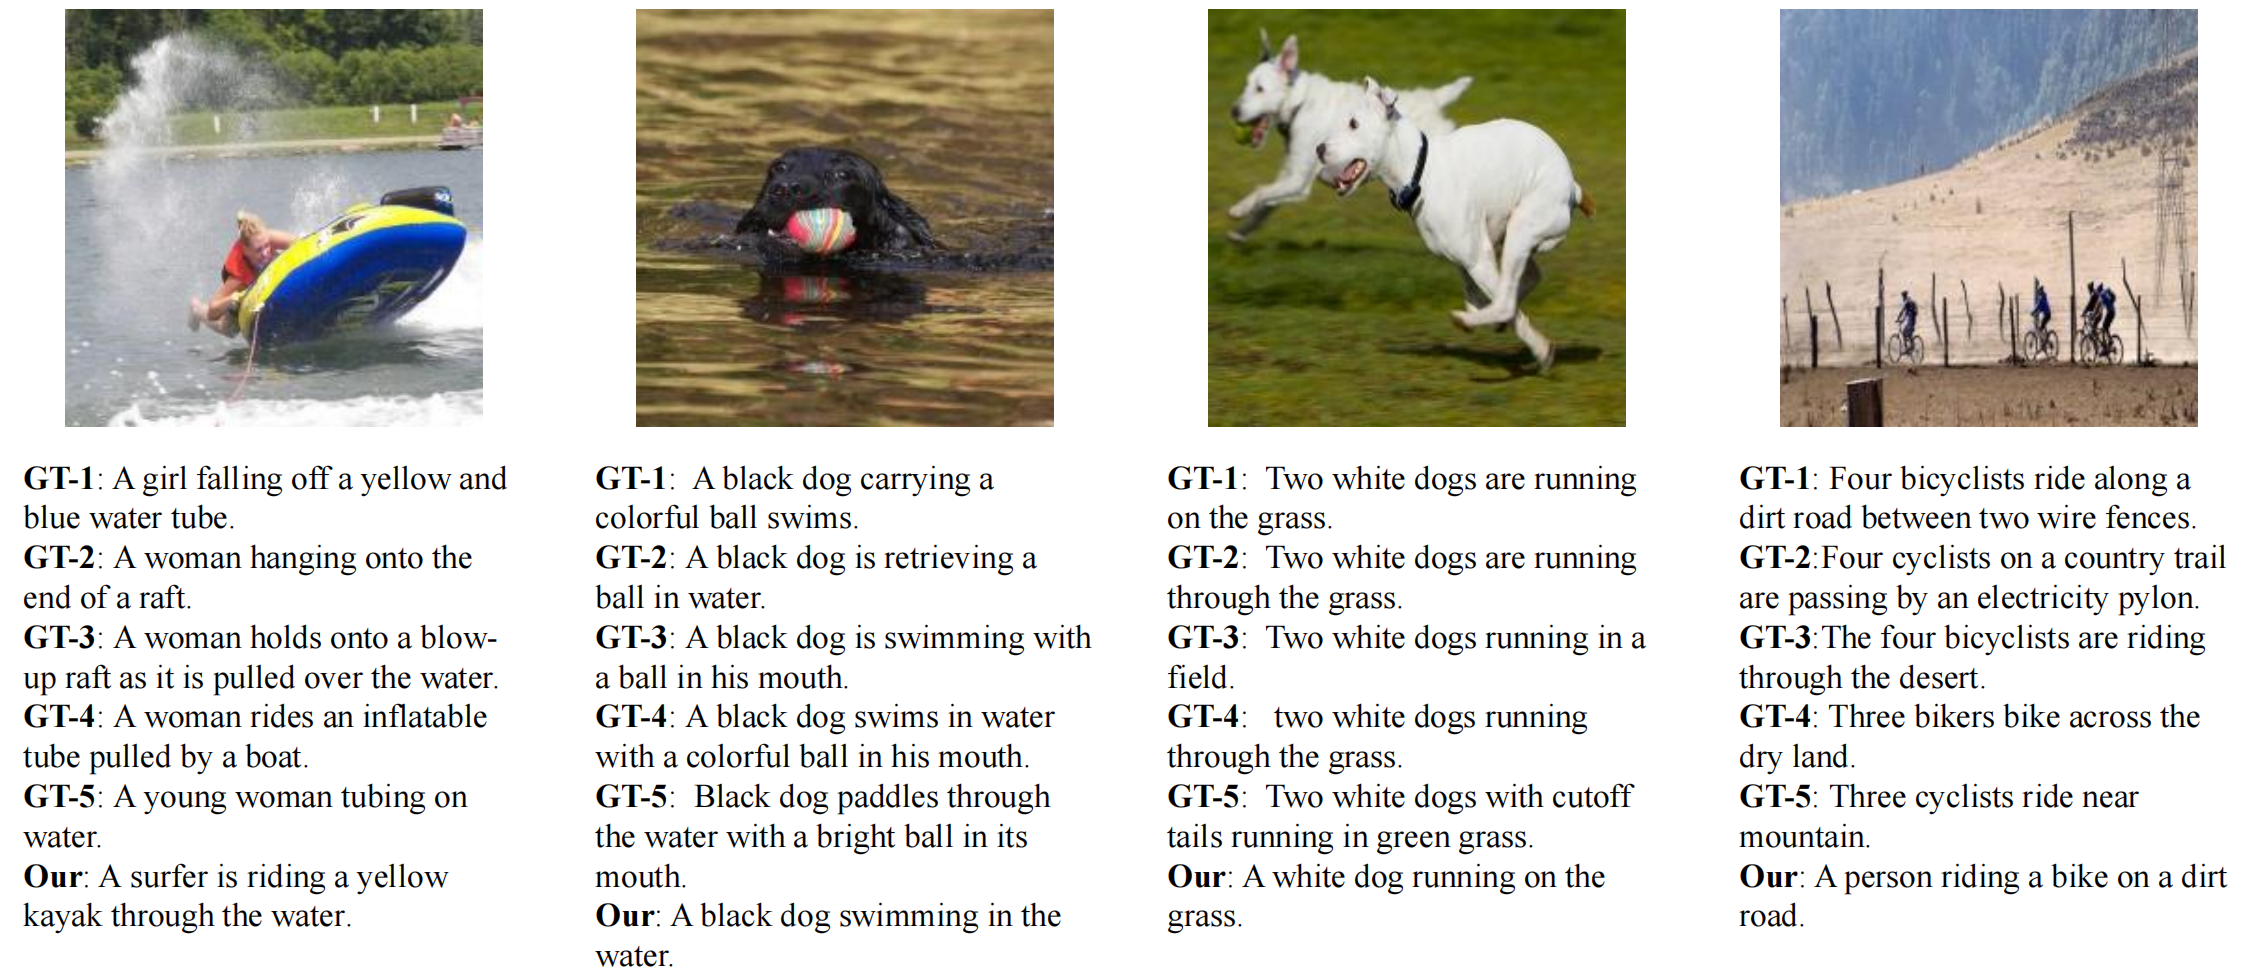 GT-1: A girl falling off a yellow and
blue water tube.
GT-2: A woman hanging onto the
end of a raft.
GT-3: A woman holds onto a blow-
up raft as it is pulled over the water.
GT-4: A woman rides an inflatable
tube pulled by a boat.
GT-5: A young woman tubing on
water.
Our: A surfer is riding a yellow
kayak through the water.
GT-1: A black dog carrying a
colorful ball swims.
GT-2: A black dog is retrieving a
ball in water.
GT-3: A black dog is swimming with
a ball in his mouth.
GT-4: A black dog swims in water
with a colorful ball in his mouth.
GT-5: Black dog paddles through
the water with a bright ball in its
mouth.
Our: A black dog swimming in the
water.
GT-1: Two white dogs are running
on the grass.
GT-2: Two white dogs are running
through the grass.
GT-3: Two white dogs running in a
field.
GT-4: two white dogs running
through the grass.
GT-5: Two white dogs with cutoff
tails running in green grass.
Our: A white dog running on the
grass.
GT-1: Four bicyclists ride along a
dirt road between two wire fences.
GT-2:Four cyclists on a country trail
are passing by an electricity pylon.
GT-3:The four bicyclists are riding
through the desert.
GT-4: Three bikers bike across the
dry land.
GT-5: Three cyclists ride near
mountain.
Our: A person riding a bike on a dirt
road.